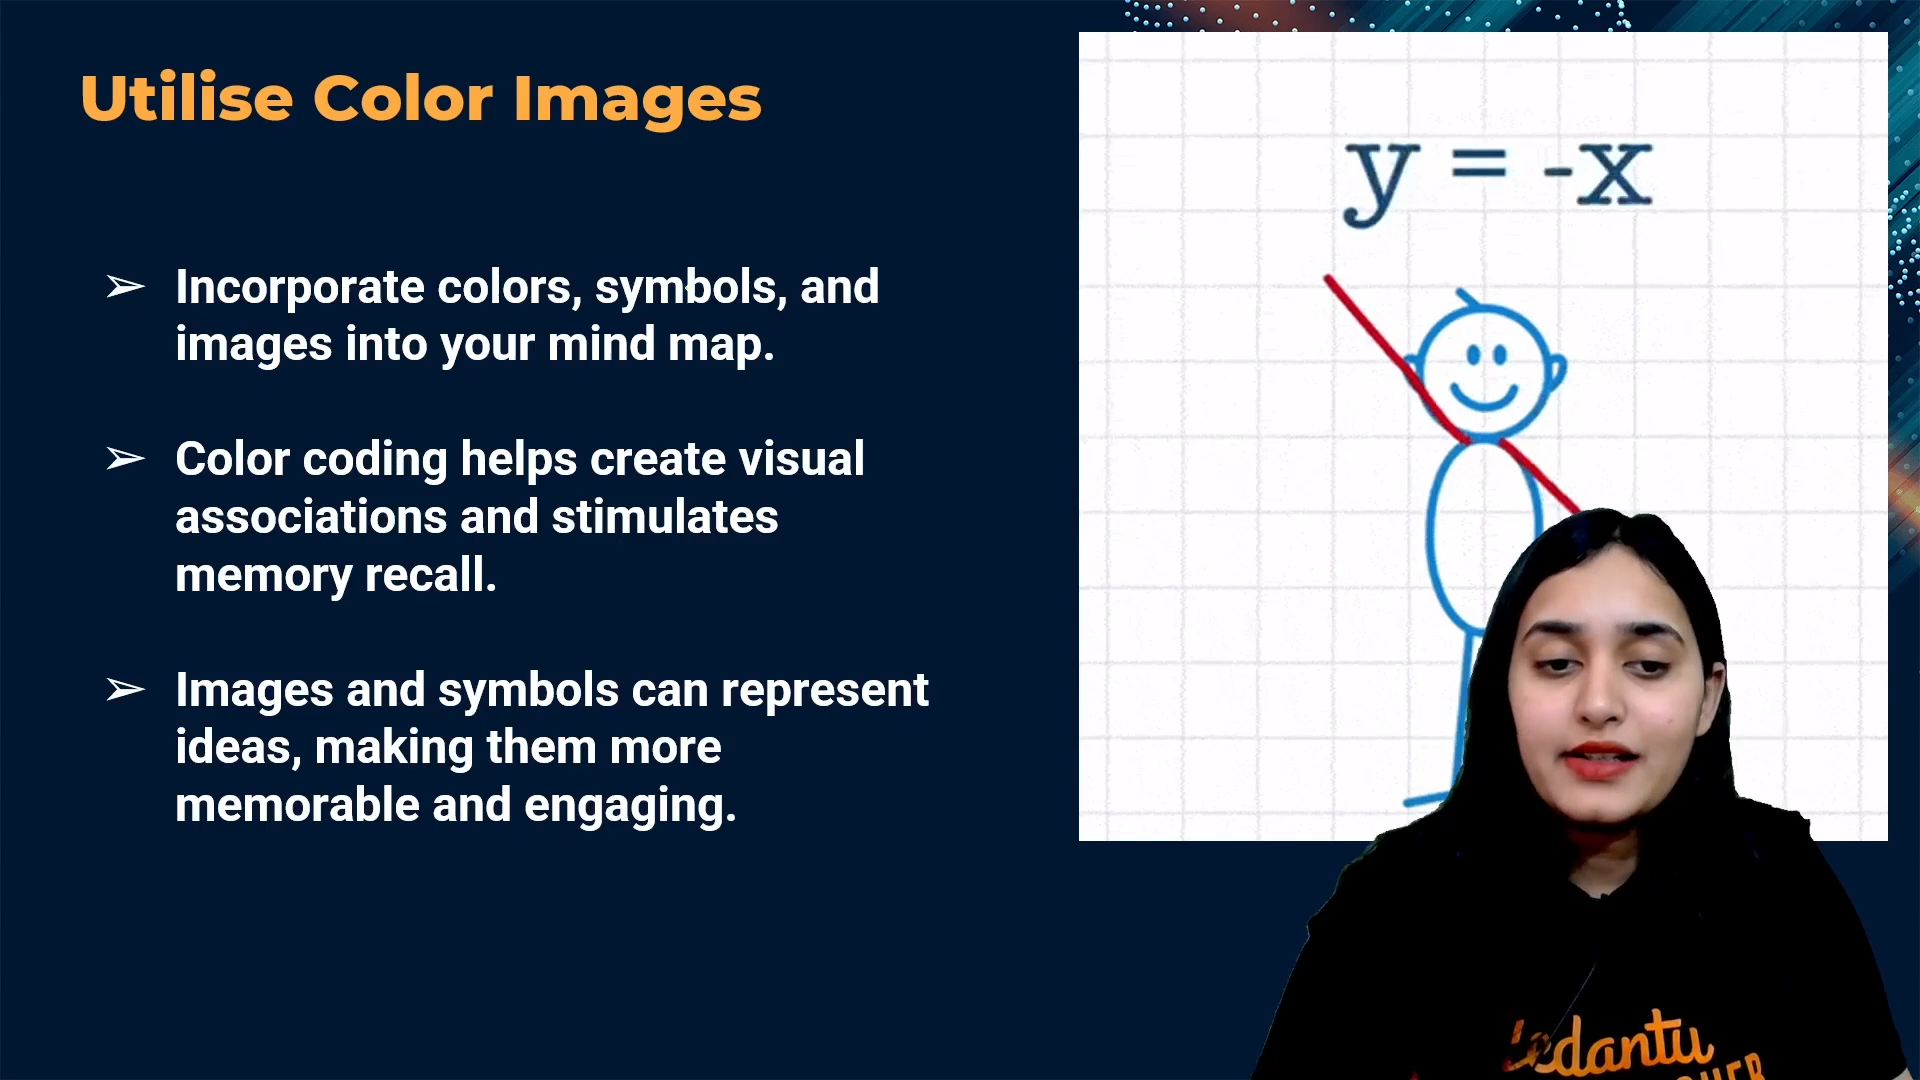 Utilise Color Images
➢ Incorporate colors, symbols, and
images into your mind map.
➢ Color coding helps create visual
associations and stimulates
memory recall.
➢ Images and symbols can represent
ideas, making them more
memorable and engaging.
y = -x
Vedantu